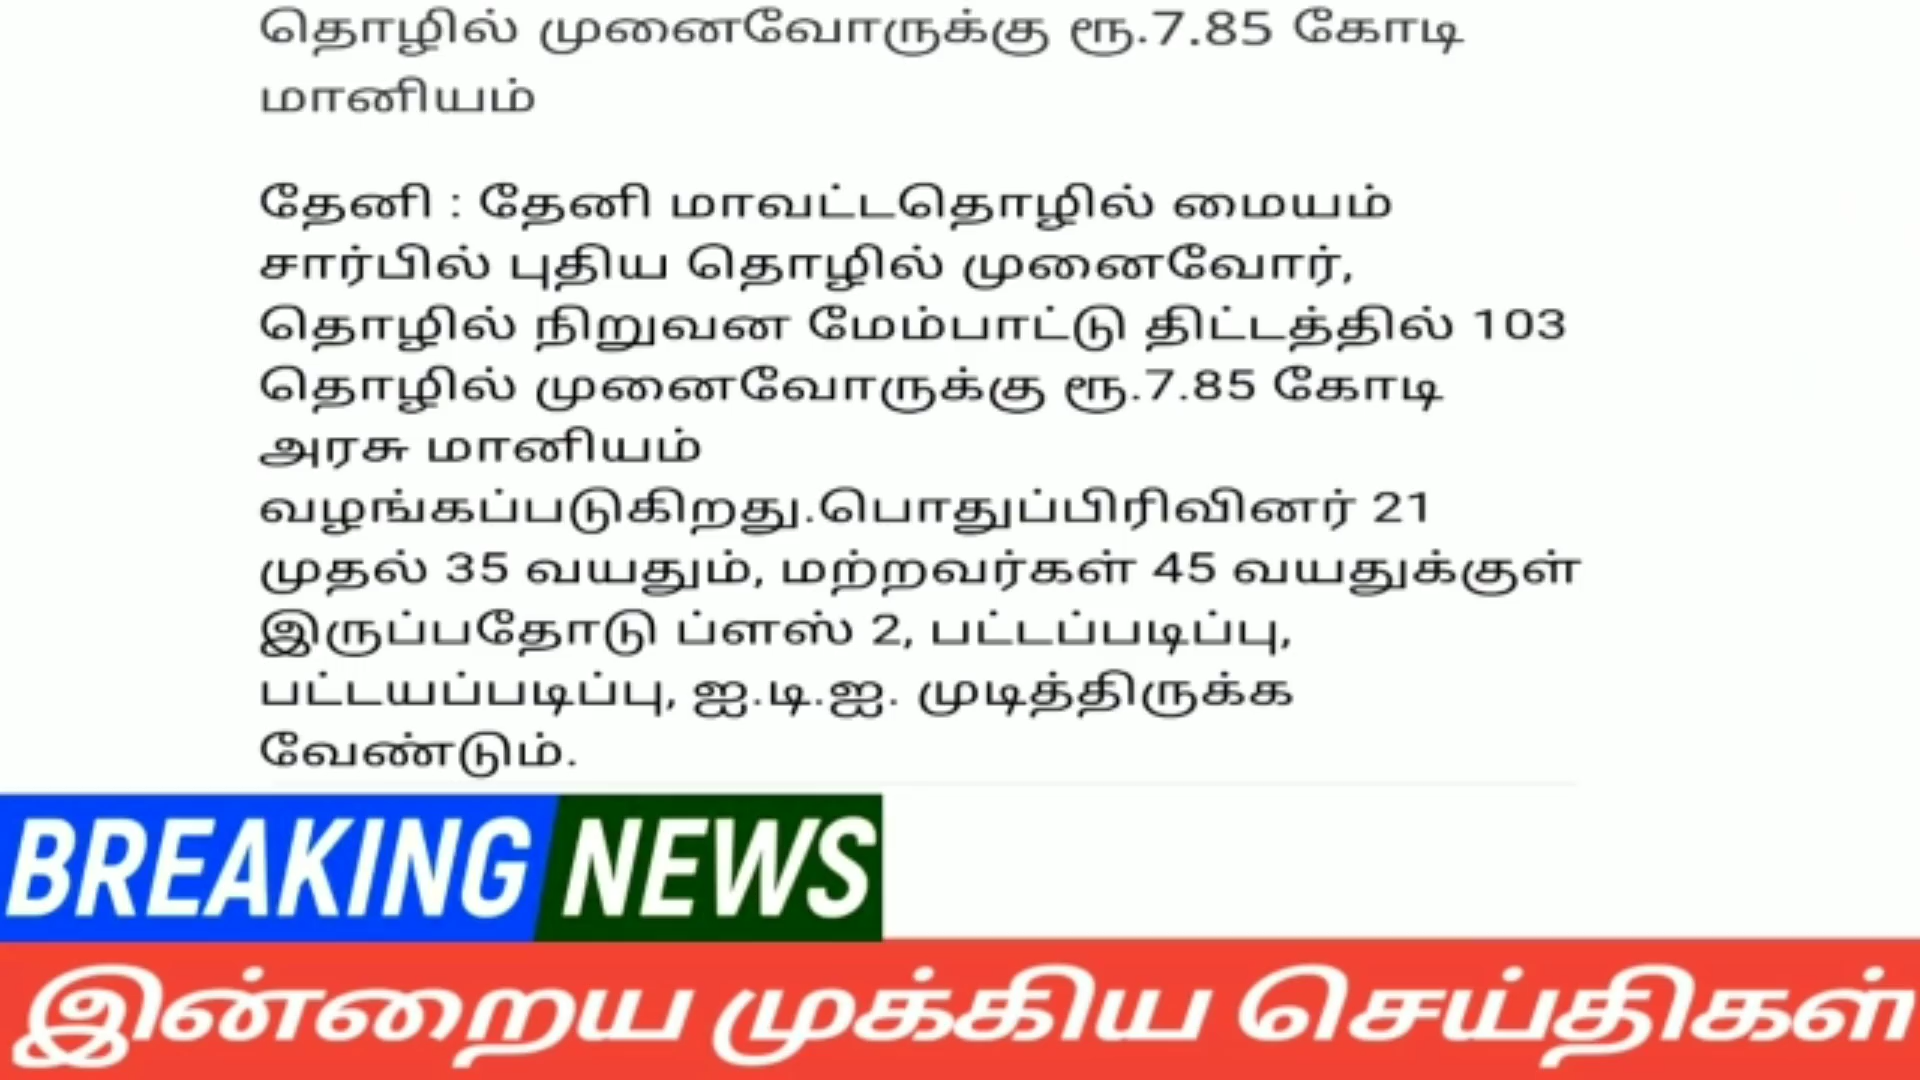 தொழில் முனைவோருக்கு ரூ.7.85 கோடி
மானியம்
தேனி : தேனி மாவட்டதொழில் மையம்
சார்பில் புதிய தொழில் முனைவோர்,
தொழில் நிறுவன மேம்பாட்டு திட்டத்தில் 103
தொழில் முனைவோருக்கு ரூ.7.85 கோடி
அரசு மானியம்
வழங்கப்படுகிறது.பொதுப்பிரிவினர் 21
முதல் 35 வயதும், மற்றவர்கள் 45 வயதுக்குள்
இருப்பதோடு ப்ளஸ் 2, பட்டப்படிப்பு,
பட்டயப்படிப்பு, ஐ.டி.ஐ. முடித்திருக்க
வேண்டும்.
BREAKING NEWS
இன்றைய முக்கிய செய்திகள்